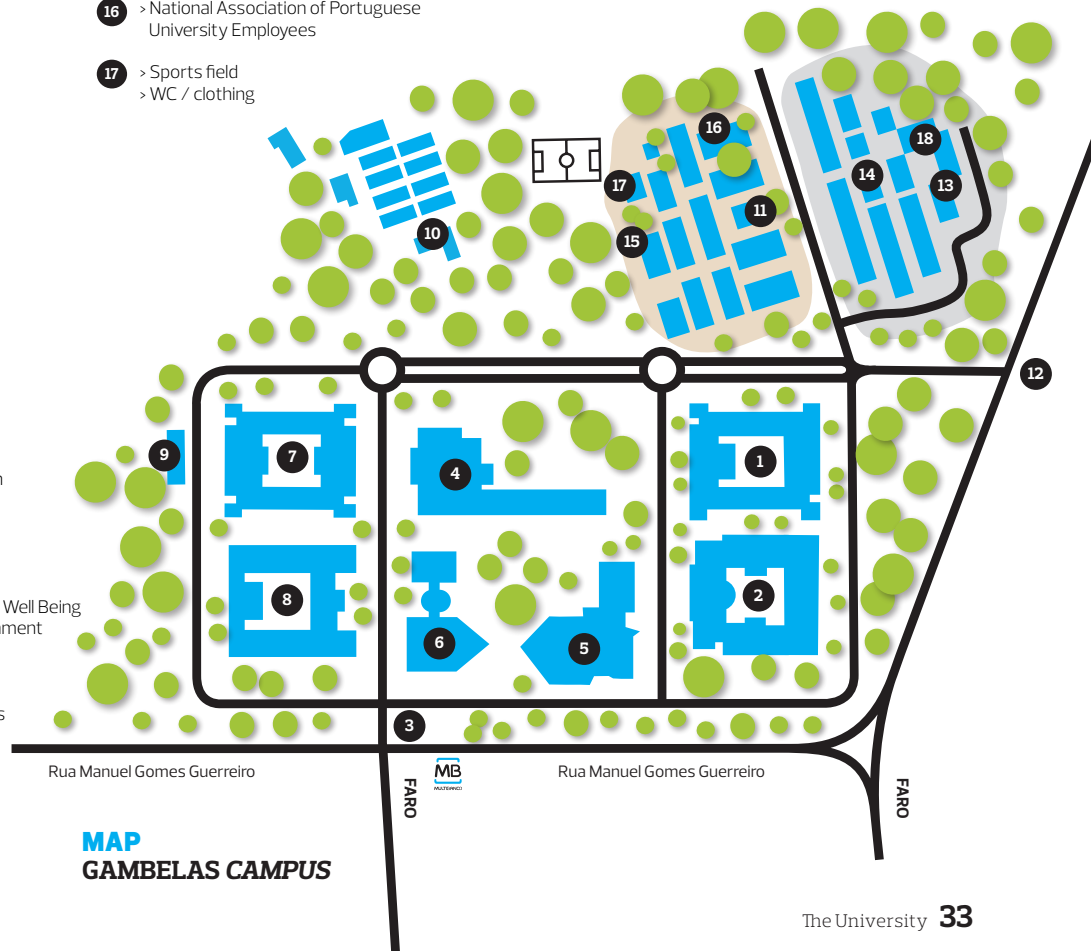 16 › National Association of Portuguese
University Employees
17 › Sports field
› WC / clothing
16
18
14
13
17
11
15
10
12
9
7
4
1
8
6
5
2
Well Being
3
Rua Manuel Gomes Guerreiro
MB
MULTIBANCO
Rua Manuel Gomes Guerreiro
FARO
FARO
MAP
GAMBELAS CAMPUS
The University 33